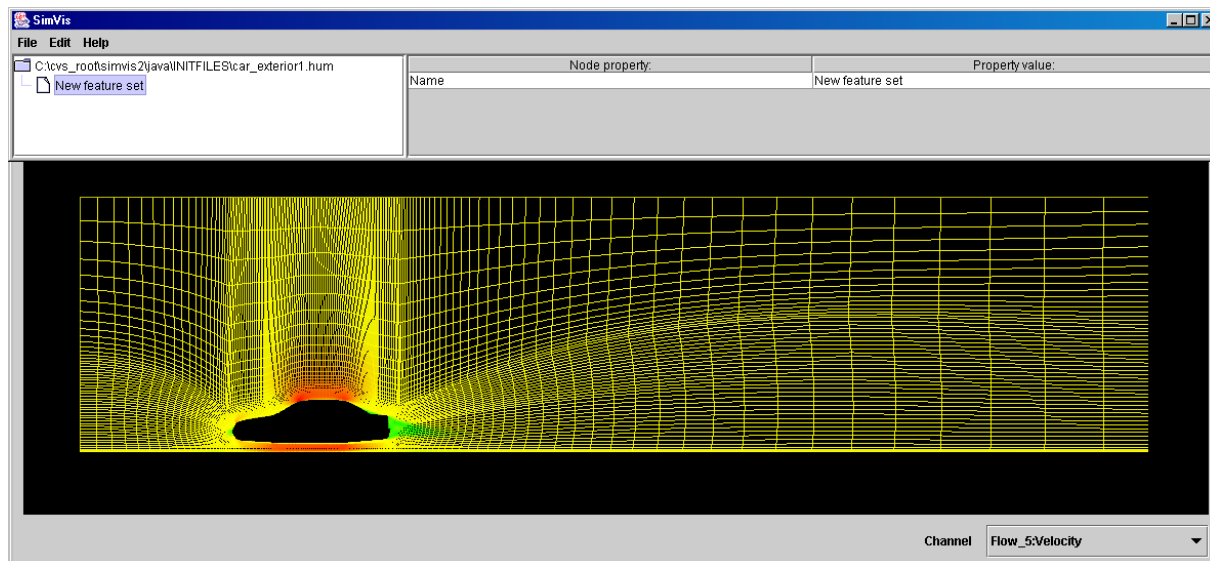 SimVis
File Edit Help
C:\cvs_root\simvis2\java\INITFILES\car_exterior1.hum
New feature set
Node property: Property value:
Name New feature set
Channel Flow_5:Velocity